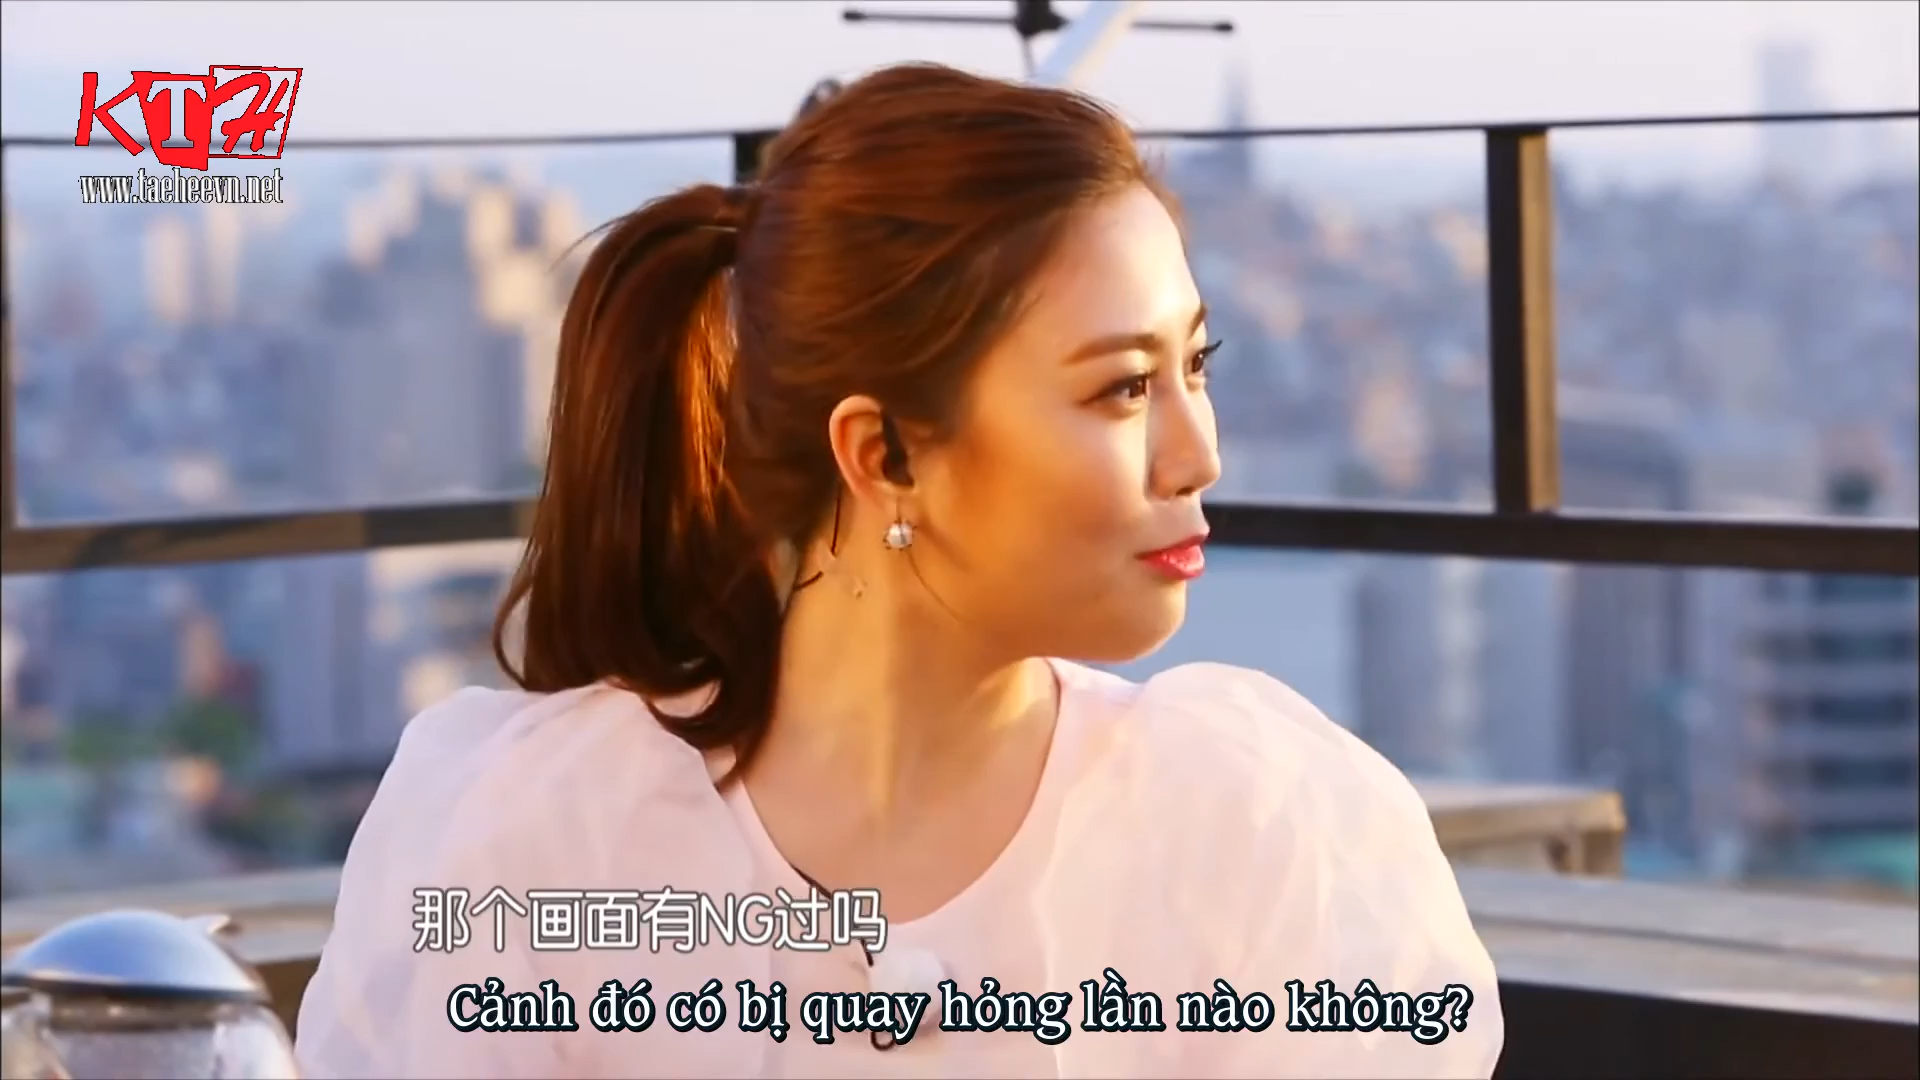 KTH
www.taeheevn.net
那个画面有NG过吗
Cảnh đó có bị quay hỏng lần nào không?